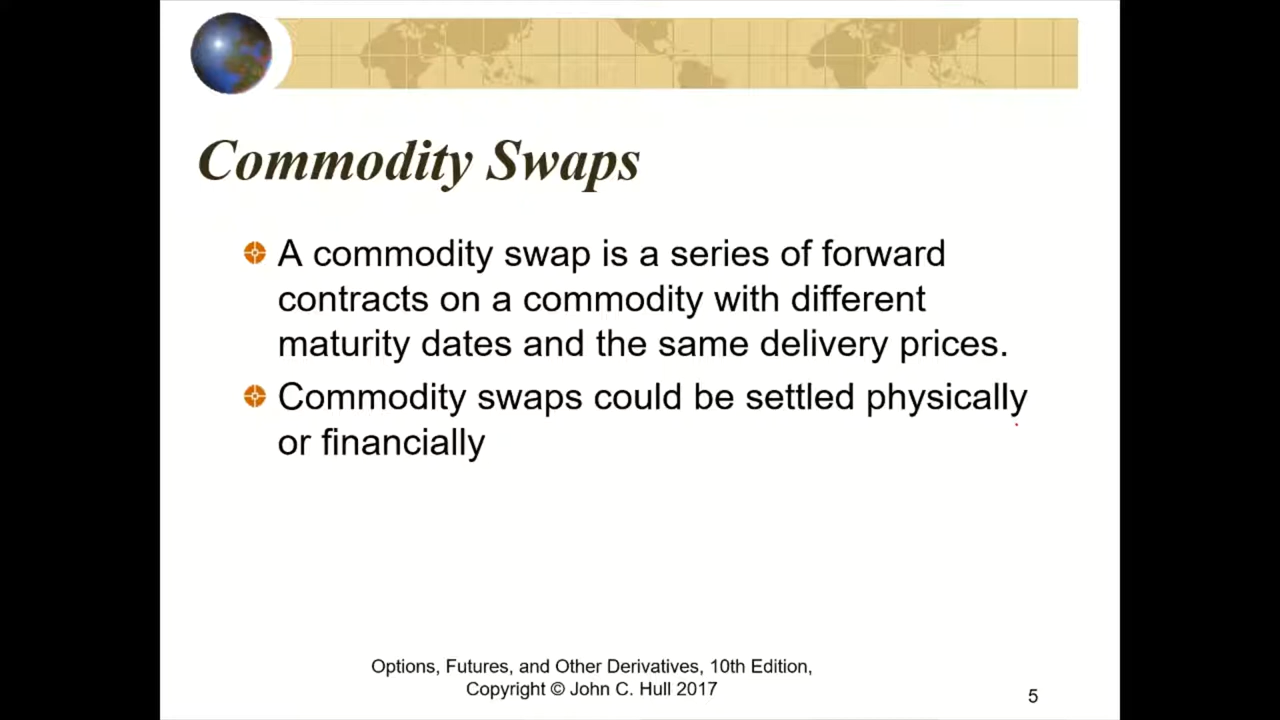 Commodity Swaps
A commodity swap is a series of forward
contracts on a commodity with different
maturity dates and the same delivery prices.
Commodity swaps could be settled physically
or financially
Options, Futures, and Other Derivatives, 10th Edition,
Copyright © John C. Hull 2017
5